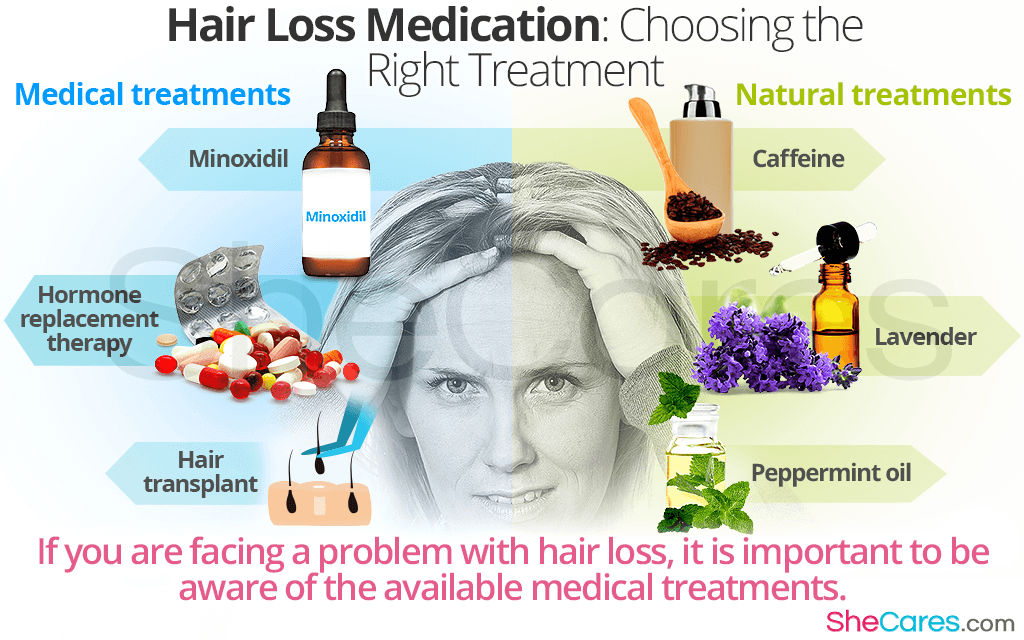 Hair Loss Medication: Choosing the
Right Treatment
Medical treatments
Natural treatments
Minoxidil
Minoxidil
Caffeine
Hormone
replacement
therapy
Lavender
Hair
transplant
Peppermint oil
SheCares
If you are facing a problem with hair loss, it is important to be
aware of the available medical treatments.
SheCares.com